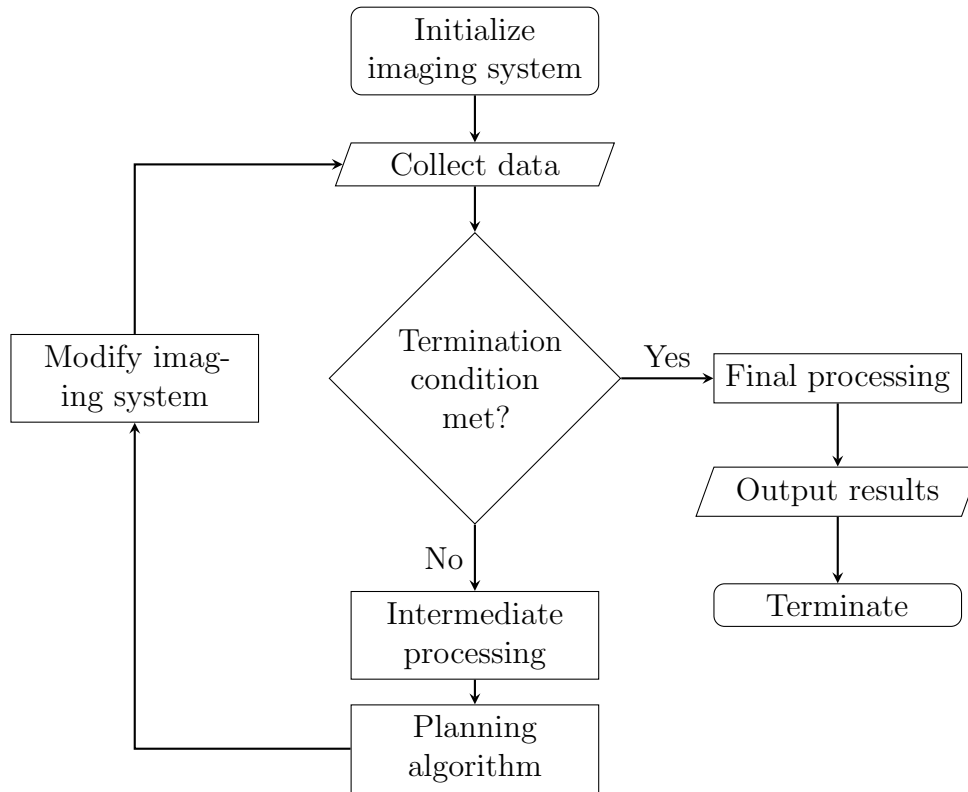 Initialize
imaging system
Collect data
Termination
condition
met?
Yes
Final processing
Output results
Terminate
No
Intermediate
processing
Planning
algorithm
Modify imag-
ing system